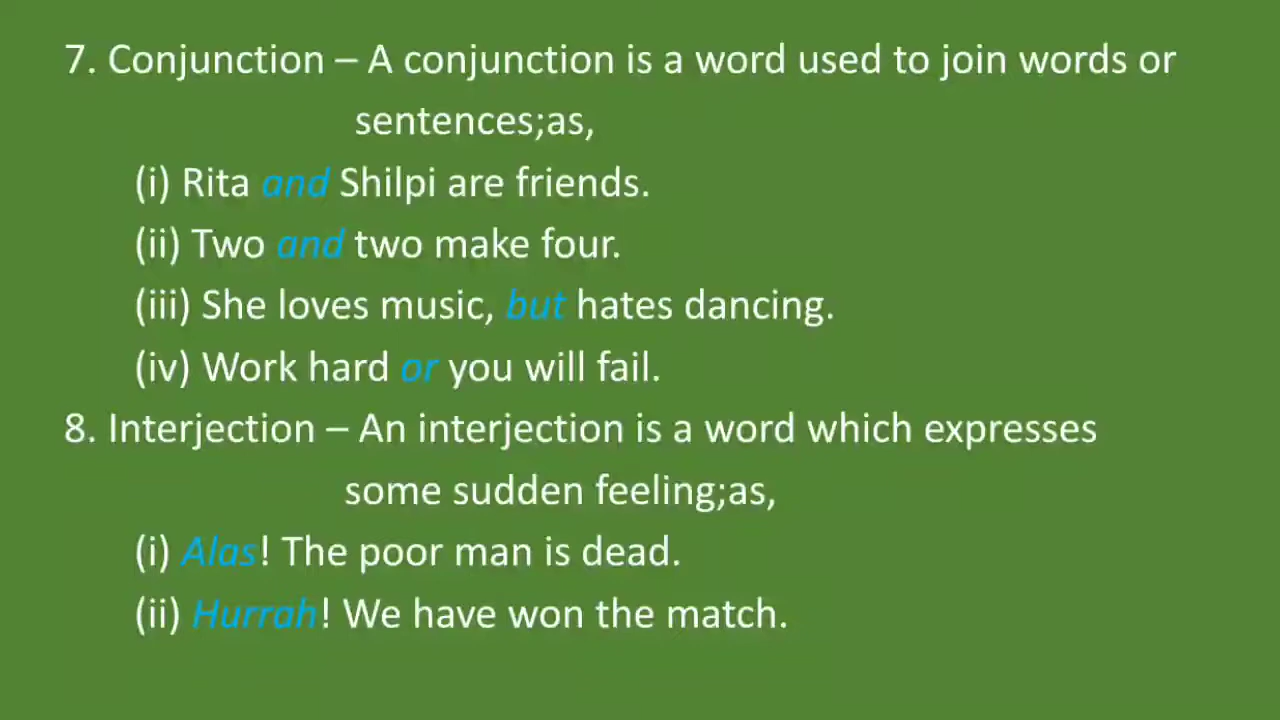 7. Conjunction – A conjunction is a word used to join words or
sentences;as,
(i) Rita and Shilpi are friends.
(ii) Two and two make four.
(iii) She loves music, but hates dancing.
(iv) Work hard or you will fail.
8. Interjection – An interjection is a word which expresses
some sudden feeling;as,
(i) Alas! The poor man is dead.
(ii) Hurrah! We have won the match.